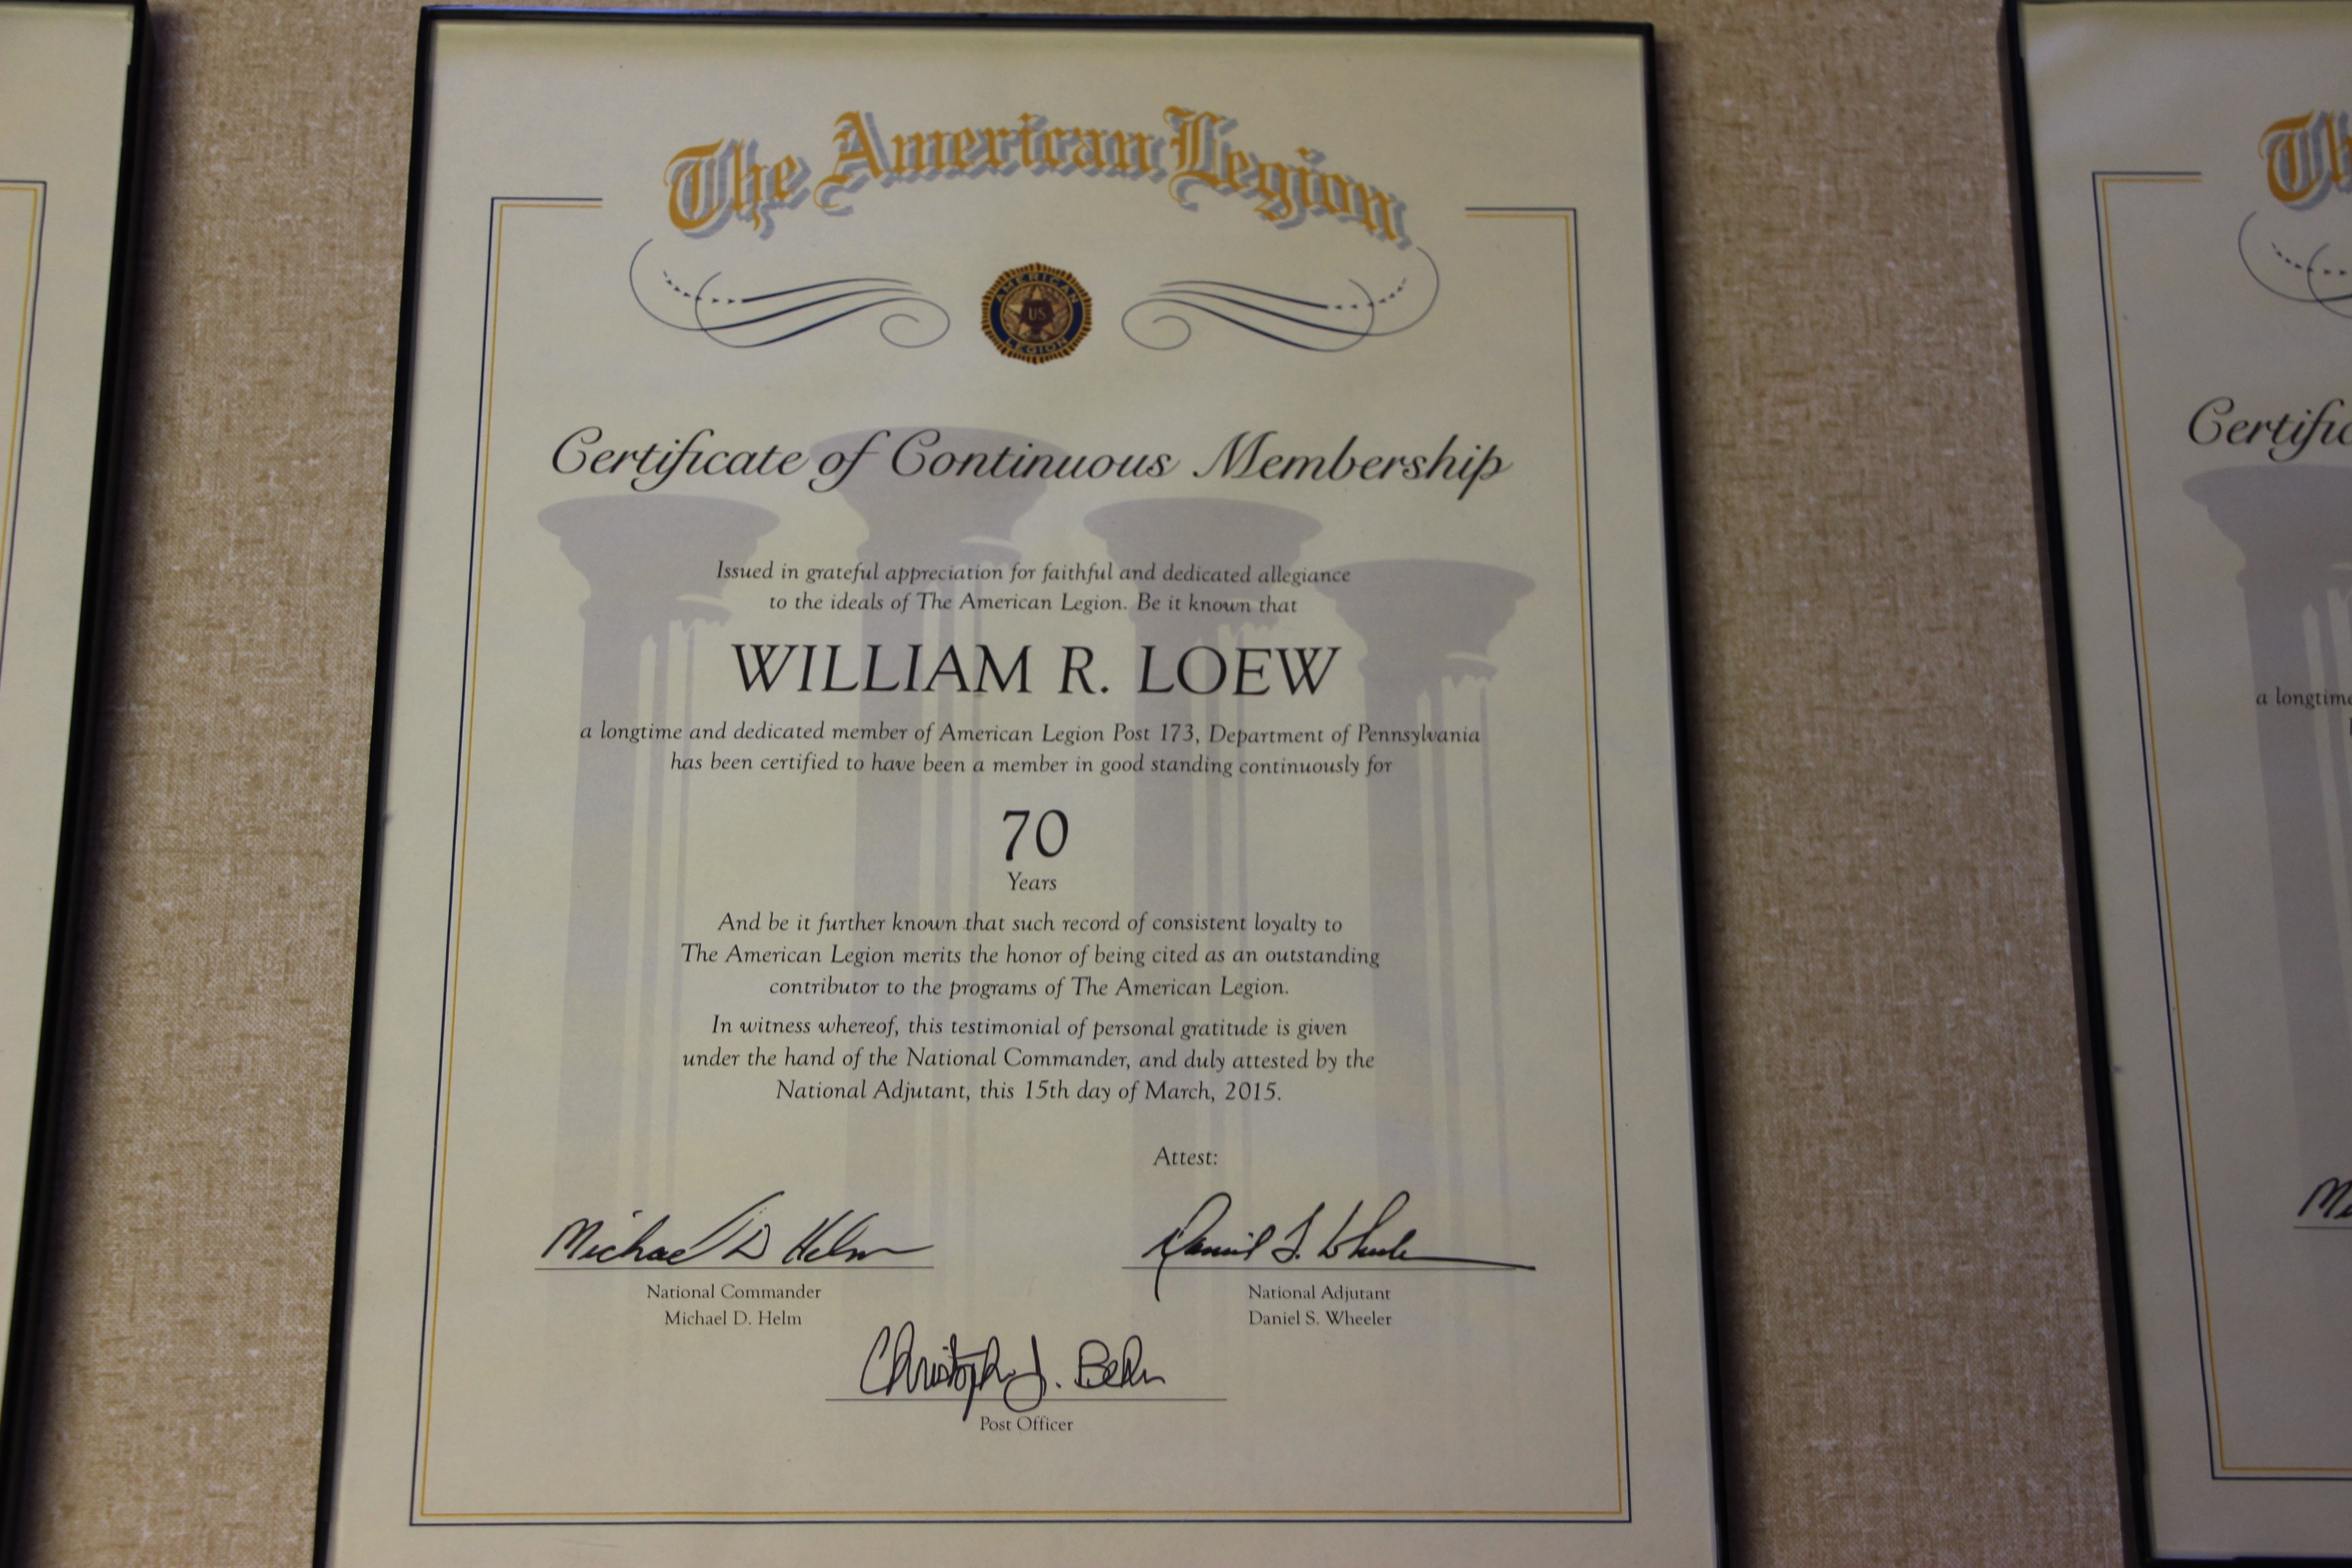 The American Legion
AMERICAN
US
LEGION
Certificate of Continuous Membership
Issued in grateful appreciation for faithful and dedicated allegiance
to the ideals of The American Legion. Be it known that
WILLIAM R. LOEW
a longtime and dedicated member of American Legion Post 173, Department of Pennsylvania
has been certified to have been a member in good standing continuously for
70
Years
And be it further known that such record of consistent loyalty to
The American Legion merits the honor of being cited as an outstanding
contributor to the programs of The American Legion.
In witness whereof, this testimonial of personal gratitude is given
under the hand of the National Commander, and duly attested by the
National Adjutant, this 15th day of March, 2015.
Attest:
Michael D Helm
Daniel S. Wheeler
National Commander
Michael D. Helm
National Adjutant
Daniel S. Wheeler
Christoph J.
Post Officer
a longtime